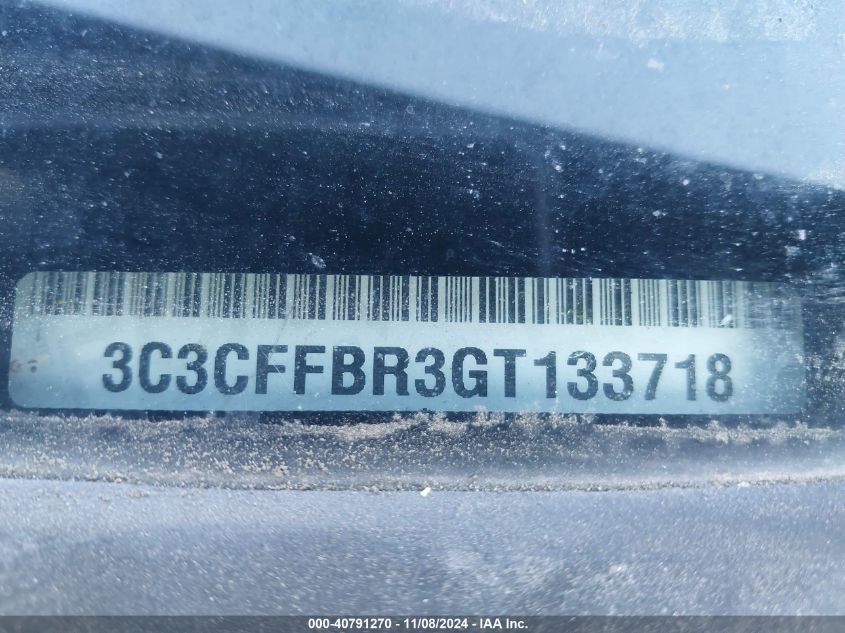 3C3CFFBR3GT133718
000-40791270 - 11/08/2024 - IAA Inc.